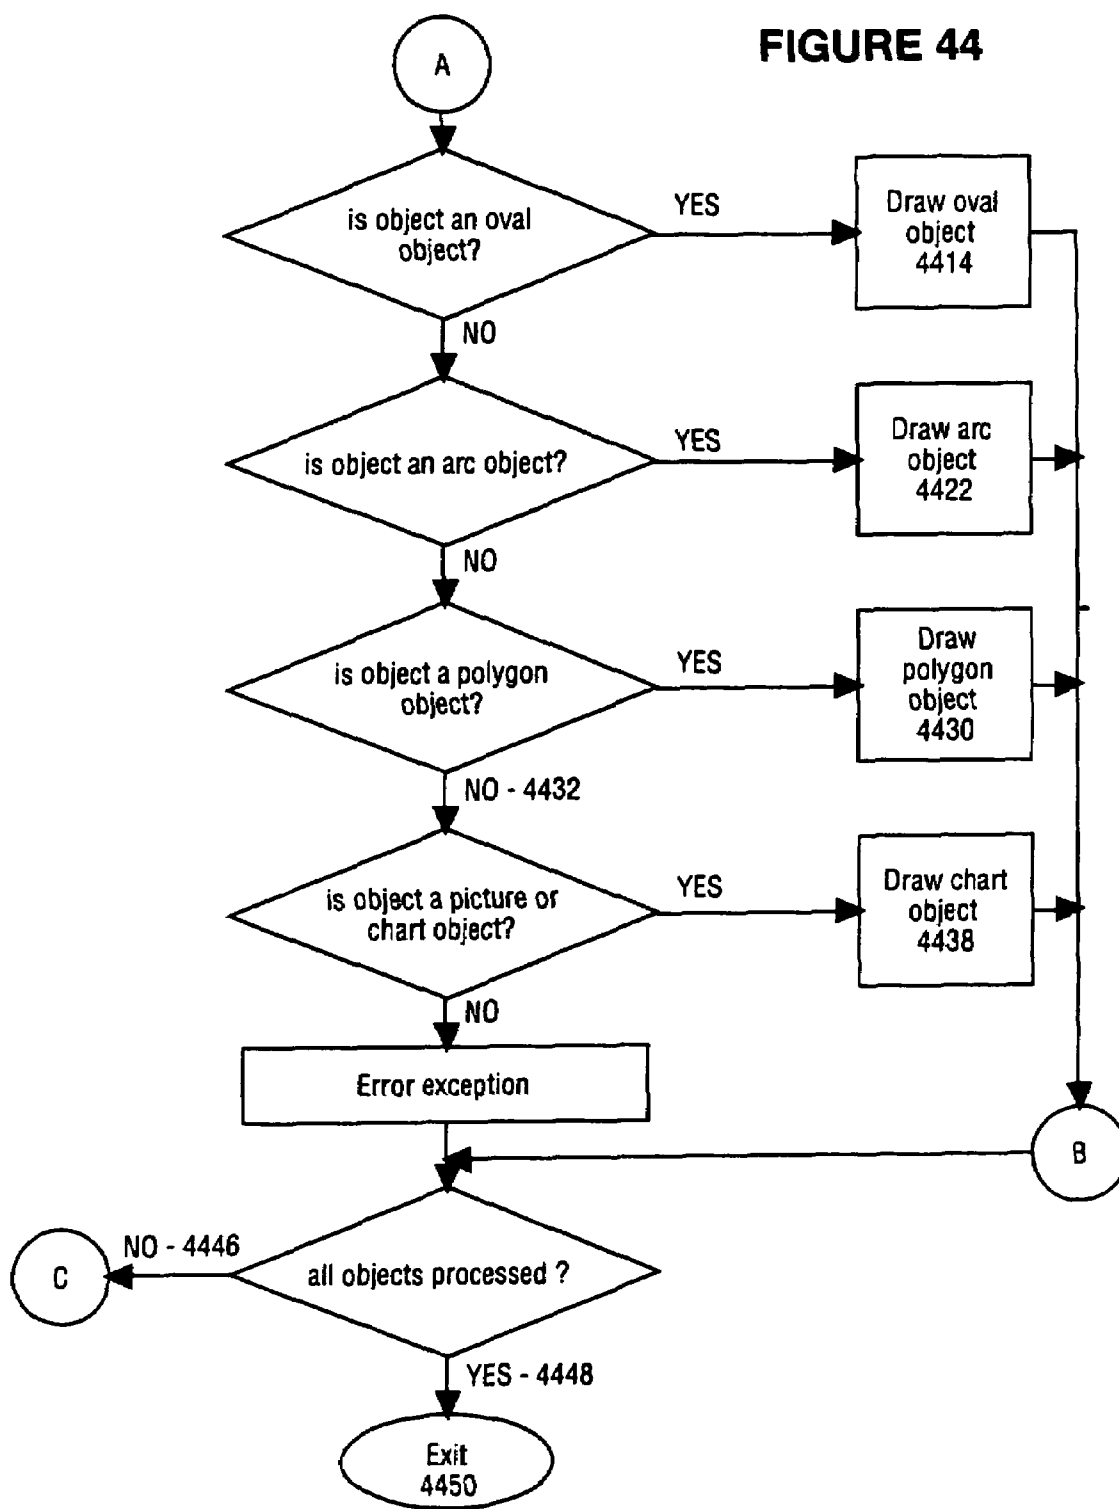 FIGURE 44
A
is object an oval
object?
YES
Draw oval
object
4414
NO
is object an arc object?
YES
Draw arc
object
4422
NO
is object a polygon
object?
YES
Draw
polygon
object
4430
NO - 4432
is object a picture or
chart object?
YES
Draw chart
object
4438
NO
Error exception
B
all objects processed ?
NO - 4446
C
YES - 4448
Exit
4450